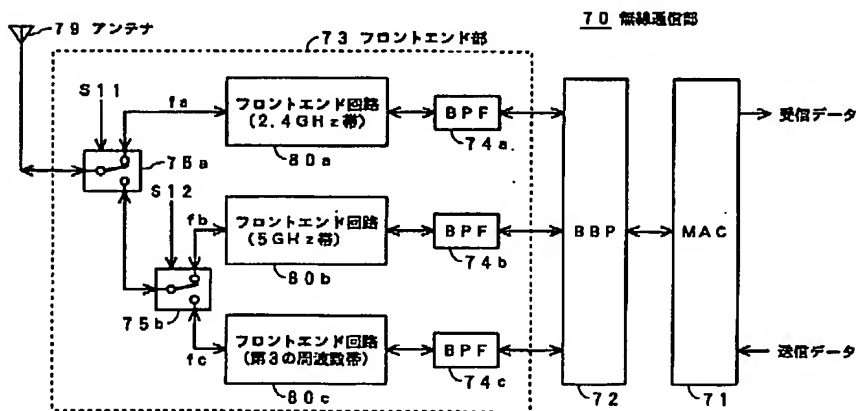 79 アンテナ
73 フロントエンド部
70 無線通信部
S11
fa
フロントエンド回路
(2.4GHz帯)
BPF
受信データ
80a
74a
75a
S12
fb
フロントエンド回路
(5GHz帯)
BPF
BBP
MAC
80b
74b
75b
fc
フロントエンド回路
(第3の周波数帯)
BPF
送信データ
80c
74c
72
71